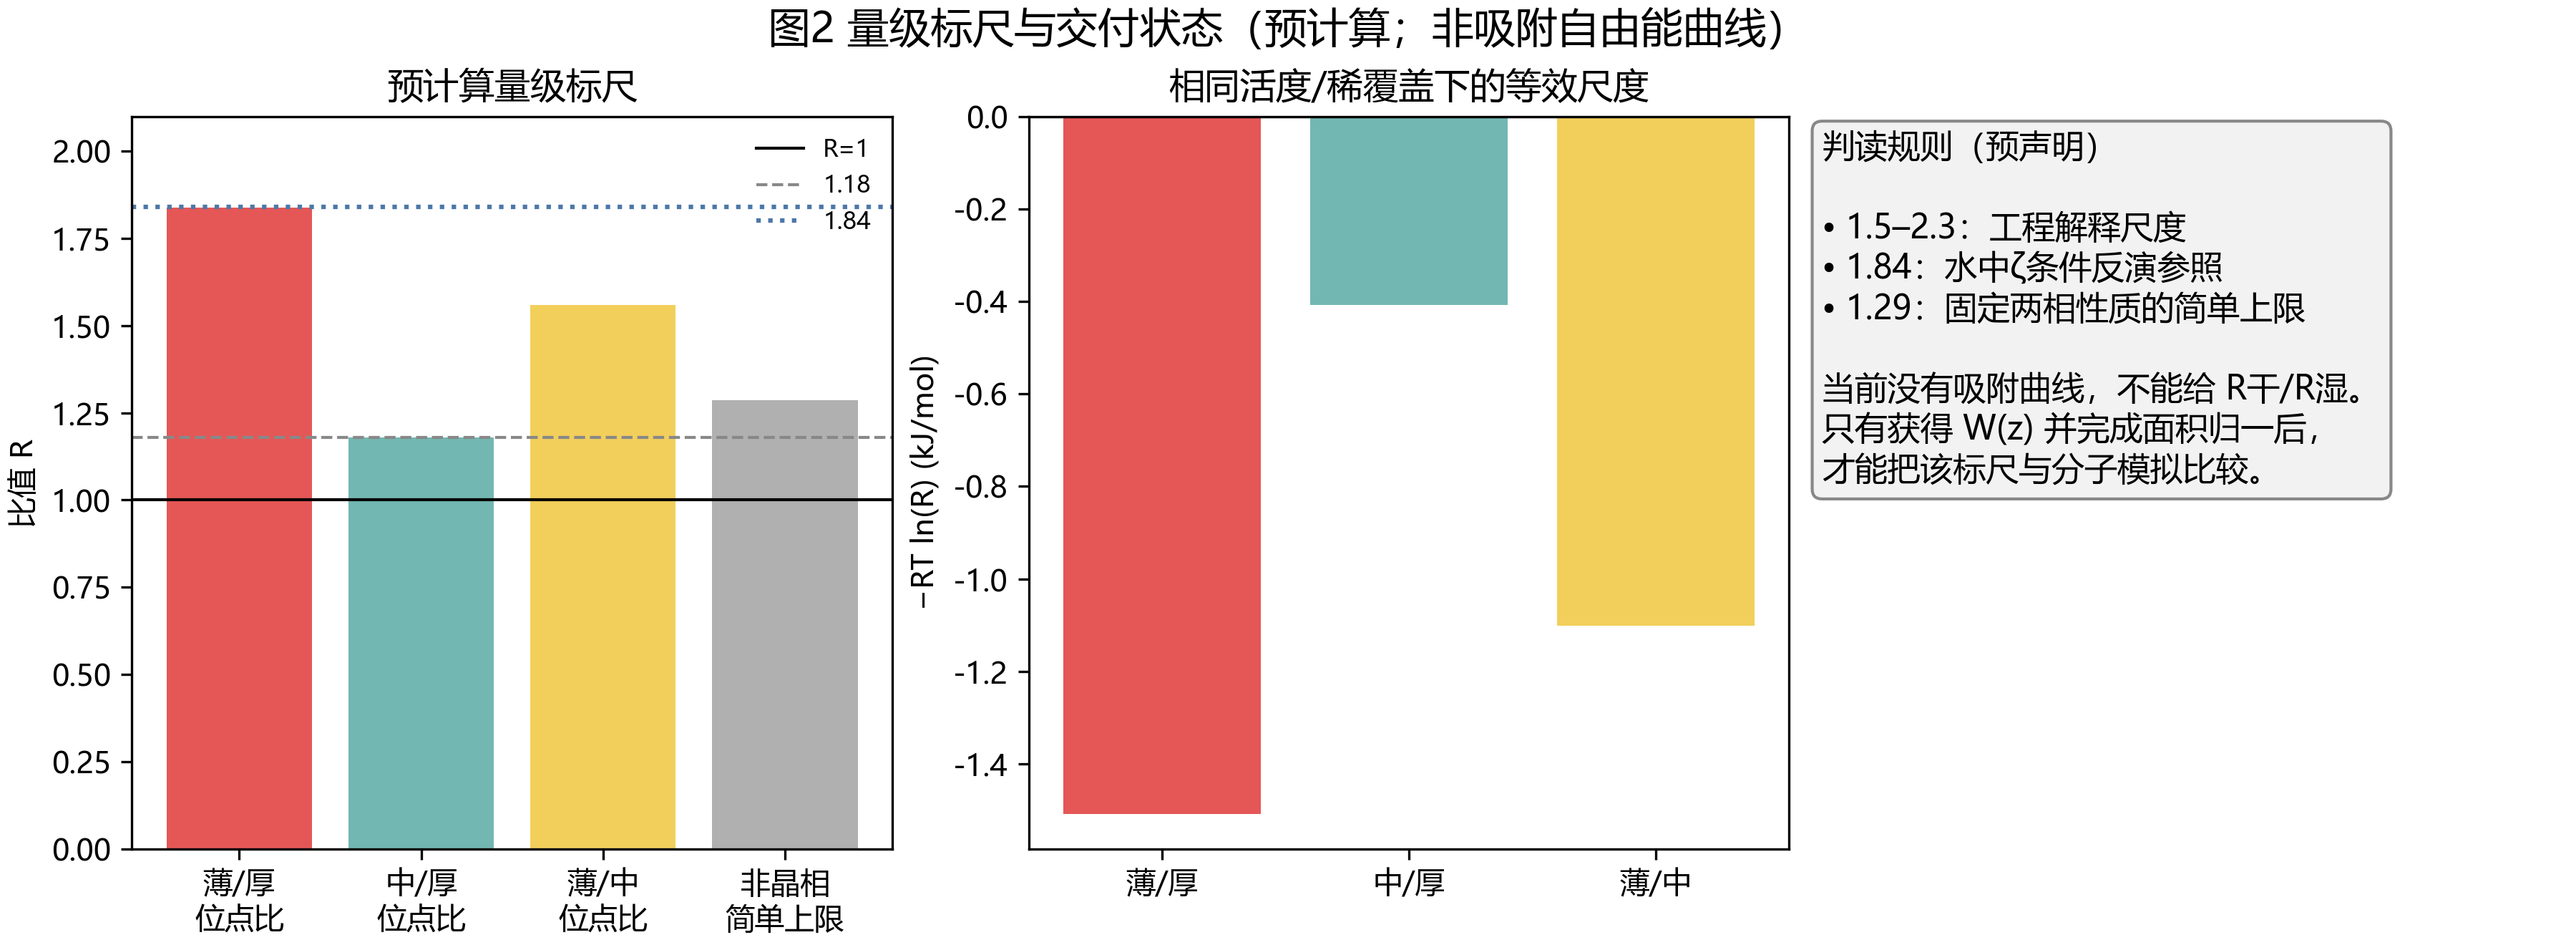 图2 量级标尺与交付状态（预计算；非吸附自由能曲线）
预计算量级标尺
比值 R
2.00
1.75
1.50
1.25
1.00
0.75
0.50
0.25
0.00
R=1
1.18
1.84
薄/厚
位点比
中/厚
位点比
薄/中
位点比
非晶相
简单上限
相同活度/稀覆盖下的等效尺度
−RT ln(R) (kJ/mol)
0.0
-0.2
-0.4
-0.6
-0.8
-1.0
-1.2
-1.4
薄/厚
中/厚
薄/中
判读规则（预声明）
• 1.5–2.3：工程解释尺度
• 1.84：水中ζ条件反演参照
• 1.29：固定两相性质的简单上限
当前没有吸附曲线，不能给 R干/R湿。
只有获得 W(z) 并完成面积归一后，
才能把该标尺与分子模拟比较。